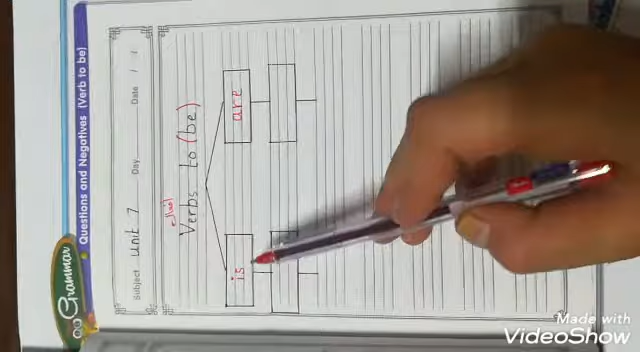 Grammar
Questions and Negatives (Verb to be)
Subject Unit 7 Day Date / /
افعال
Verbs to (be)
is are
Made with
VideoShow